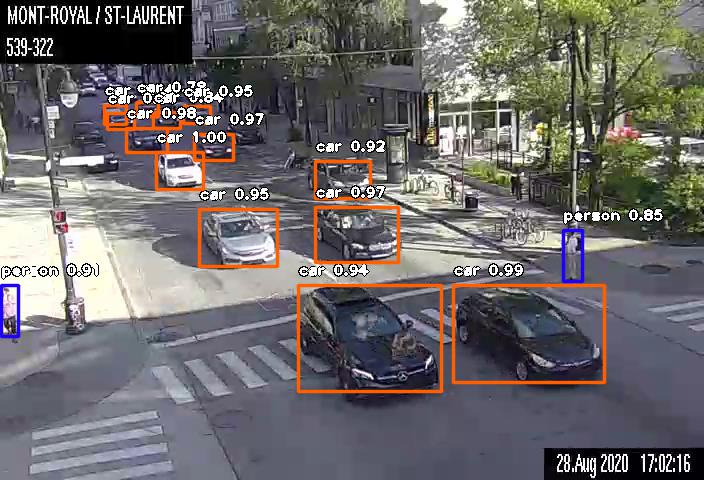 MONT-ROYAL / ST-LAURENT
539-322
car 0.95
car 0.98
car 0.97
car 1.00
car 0.92
car 0.95
car 0.97
person 0.85
person 0.91
car 0.94
car 0.99
28.Aug 2020 17:02:16